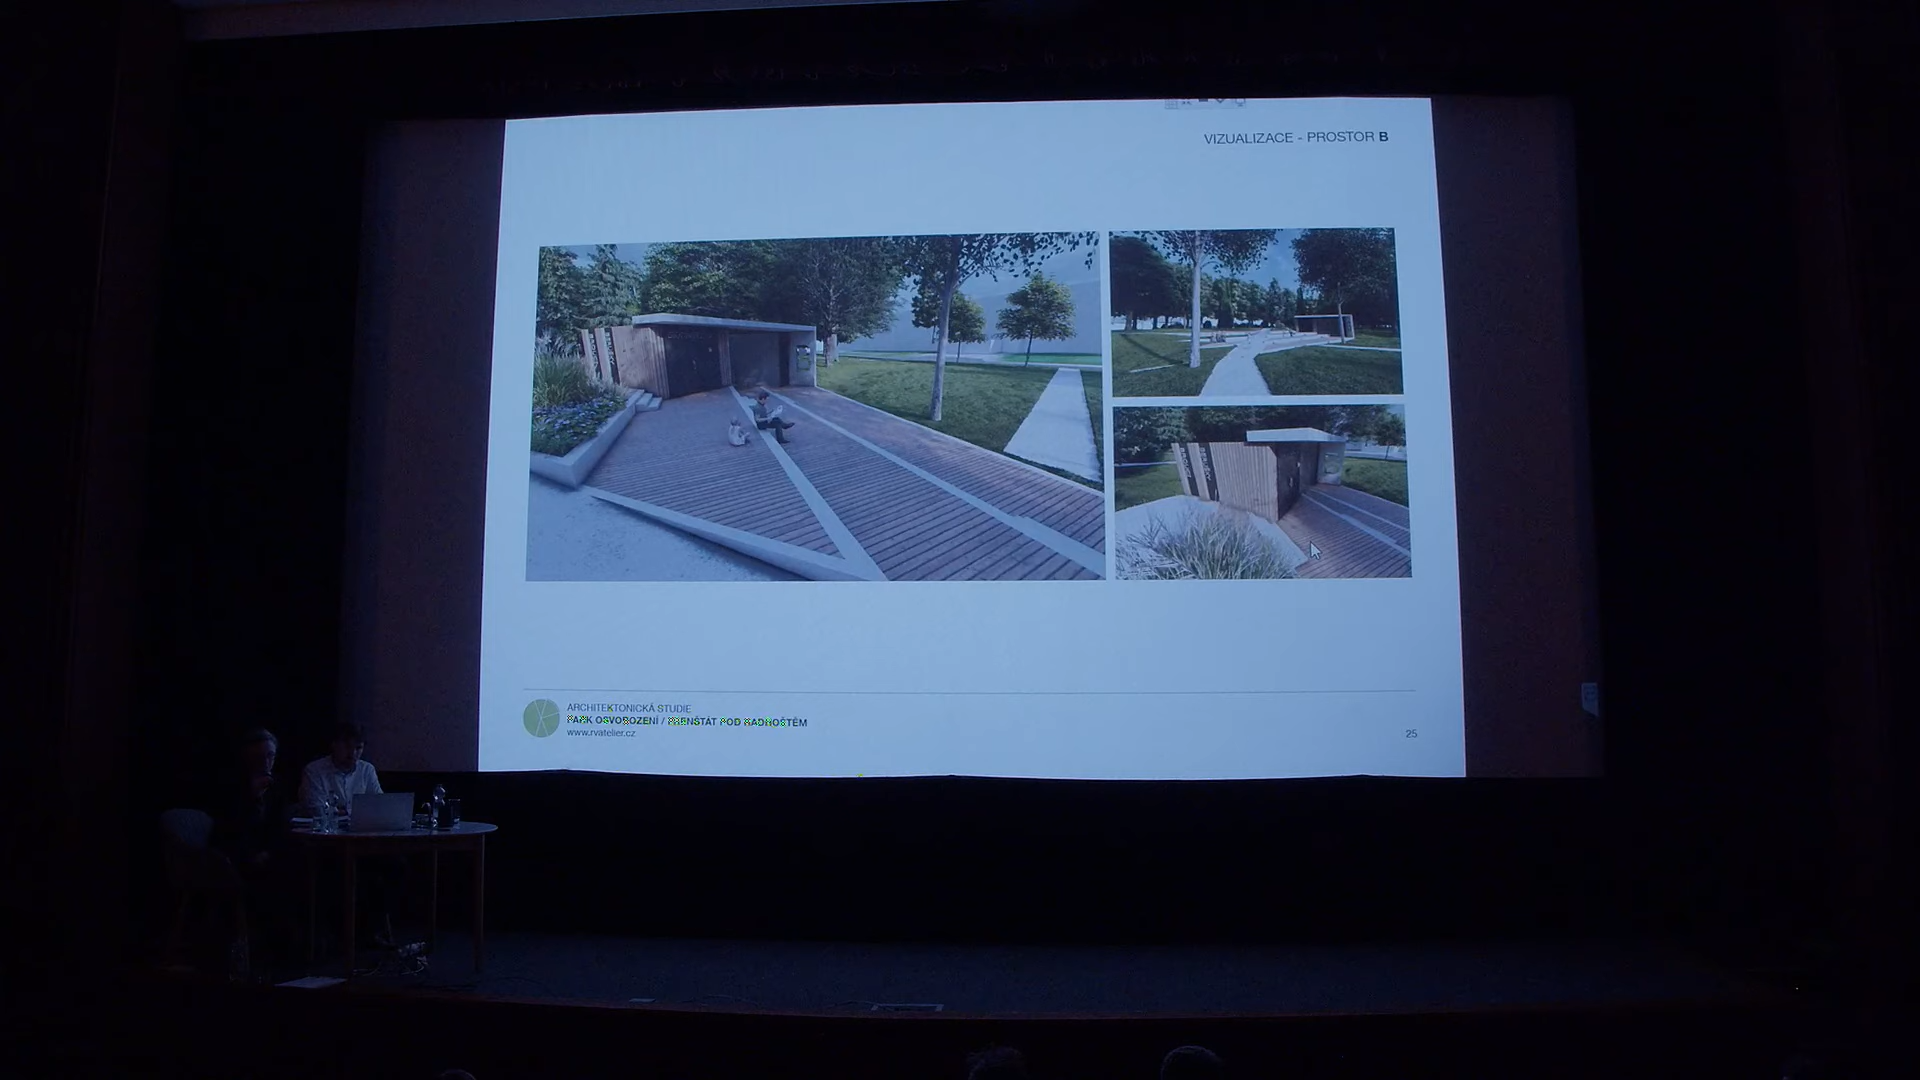 VIZUALIZACE - PROSTOR B
ARCHITEKTONICKÁ STUDIE
PARK OSVOBOZENÍ / FRENŠTÁT POD RADHOŠTĚM
www.rvatelier.cz
25